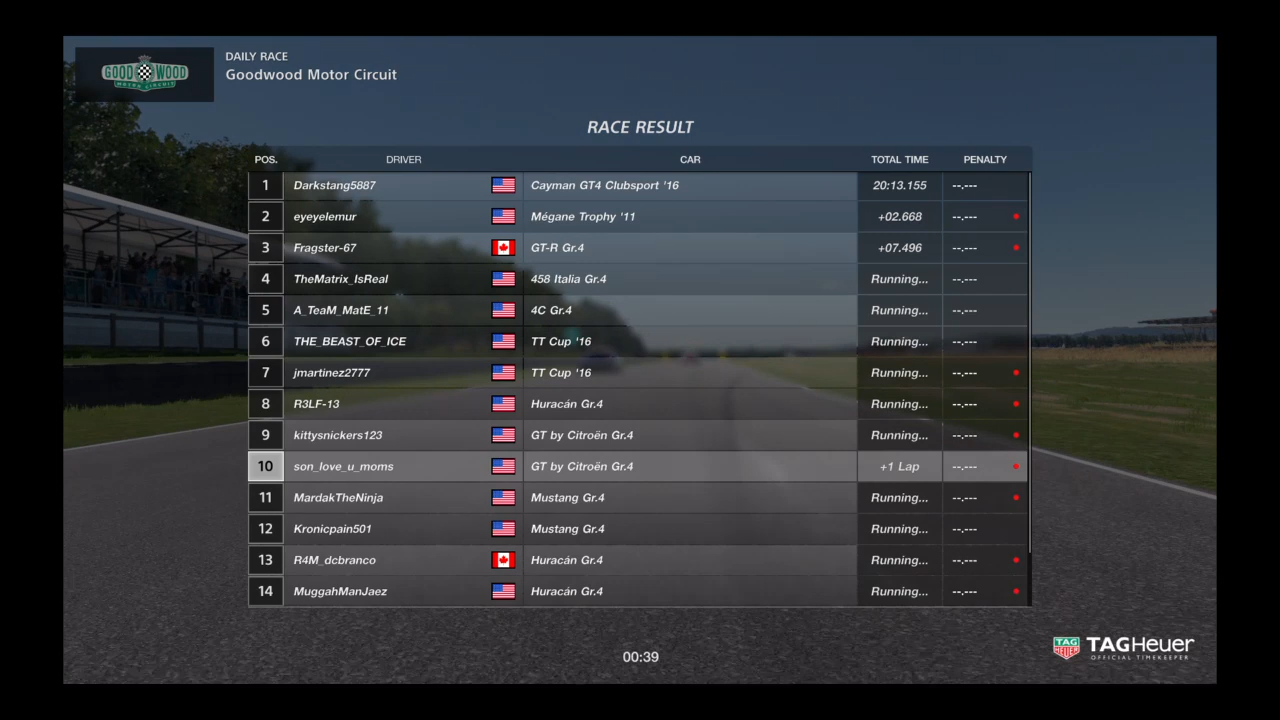 GOODWOOD
MOTOR CIRCUIT
DAILY RACE
Goodwood Motor Circuit
RACE RESULT
POS. DRIVER CAR TOTAL TIME PENALTY
1 Darkstang5887 Cayman GT4 Clubsport '16 20:13.155 --.---
2 eyeyelemur Mégane Trophy '11 +02.668 --.---
3 Fragster-67 GT-R Gr.4 +07.496 --.---
4 TheMatrix_IsReal 458 Italia Gr.4 Running... --.---
5 A_TeaM_MatE_11 4C Gr.4 Running... --.---
6 THE_BEAST_OF_ICE TT Cup '16 Running... --.---
7 jmartinez2777 TT Cup '16 Running... --.---
8 R3LF-13 Huracán Gr.4 Running... --.---
9 kittysnickers123 GT by Citroën Gr.4 Running... --.---
10 son_love_u_moms GT by Citroën Gr.4 +1 Lap --.---
11 MardakTheNinja Mustang Gr.4 Running... --.---
12 Kronicpain501 Mustang Gr.4 Running... --.---
13 R4M_dcbranco Huracán Gr.4 Running... --.---
14 MuggahManJaez Huracán Gr.4 Running... --.---
TAG HEUER TAGHeuer
OFFICIAL TIMEKEEPER
00:39